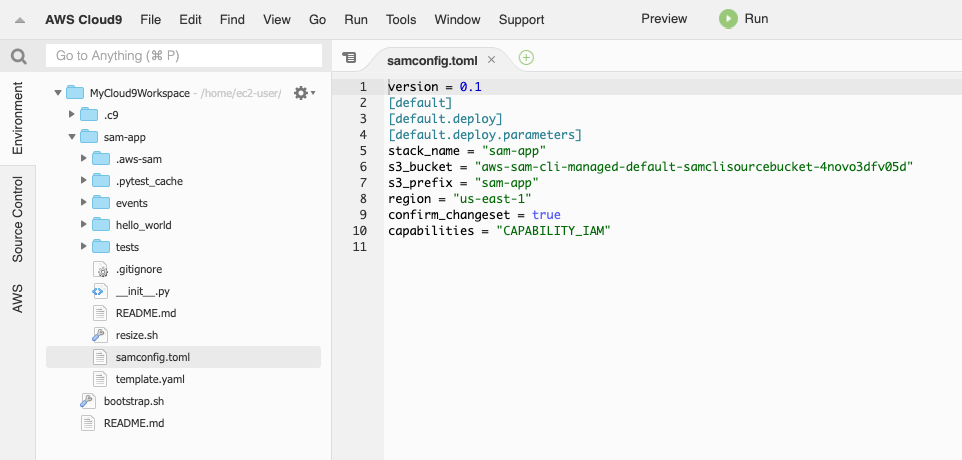 AWS Cloud9 File Edit Find View Go Run Tools Window Support Preview Run
Go to Anything (⌘ P)
samconfig.toml
Environment
Source Control
AWS
MyCloud9Workspace - /home/ec2-user/
.c9
sam-app
.aws-sam
.pytest_cache
events
hello_world
tests
.gitignore
__init__.py
README.md
resize.sh
samconfig.toml
template.yaml
bootstrap.sh
README.md
1 version = 0.1
2 [default]
3 [default.deploy]
4 [default.deploy.parameters]
5 stack_name = "sam-app"
6 s3_bucket = "aws-sam-cli-managed-default-samclisourcebucket-4novo3dfv05d"
7 s3_prefix = "sam-app"
8 region = "us-east-1"
9 confirm_changeset = true
10 capabilities = "CAPABILITY_IAM"
11